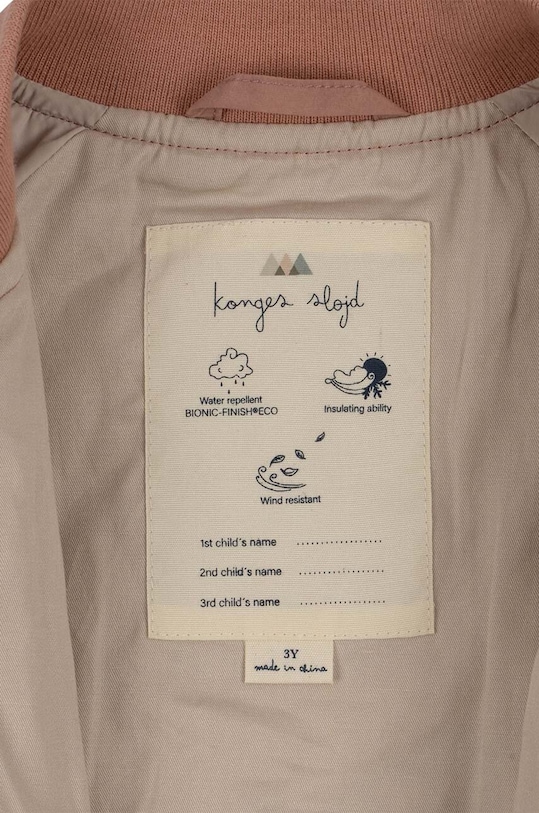 konges sløjd
Water repellent
BIONIC-FINISH®ECO
Insulating ability
Wind resistant
1st child's name ....................
2nd child's name ....................
3rd child's name ....................
3Y
made in china